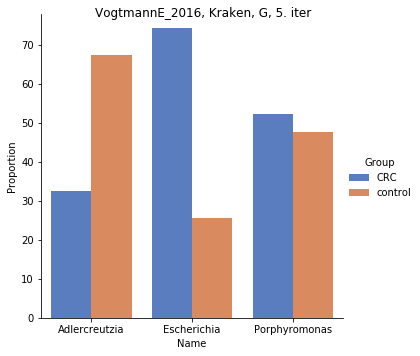 VogtmannE_2016, Kraken, G, 5. iter
Proportion
70
60
50
40
30
20
10
0
Adlercreutzia
Escherichia
Porphyromonas
Name
Group
CRC
control